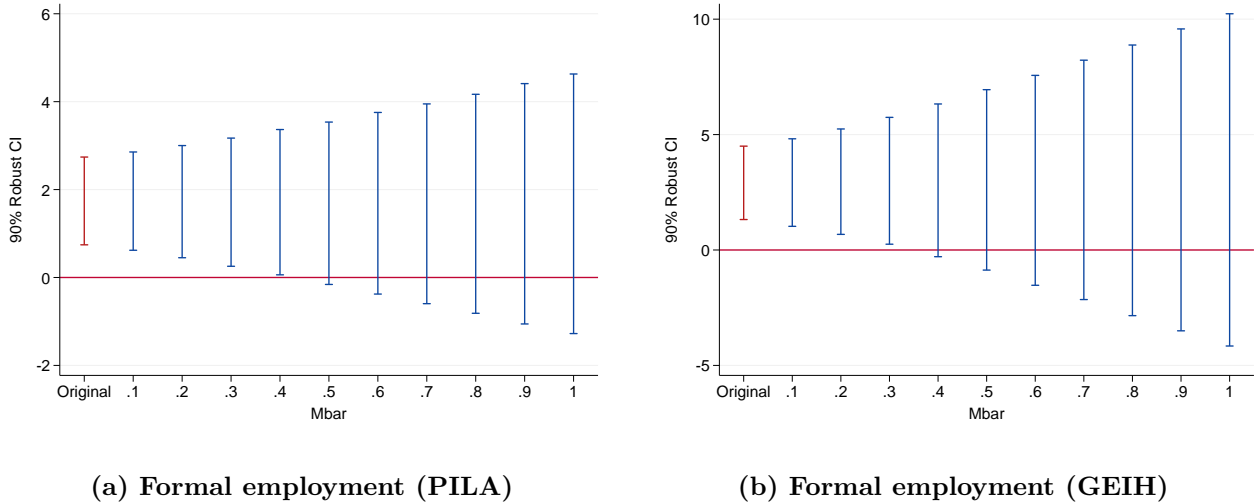 6
4
2
0
-2
90% Robust CI
Original .1 .2 .3 .4 .5 .6 .7 .8 .9 1
Mbar
(a) Formal employment (PILA)
10
5
0
-5
90% Robust CI
Original .1 .2 .3 .4 .5 .6 .7 .8 .9 1
Mbar
(b) Formal employment (GEIH)